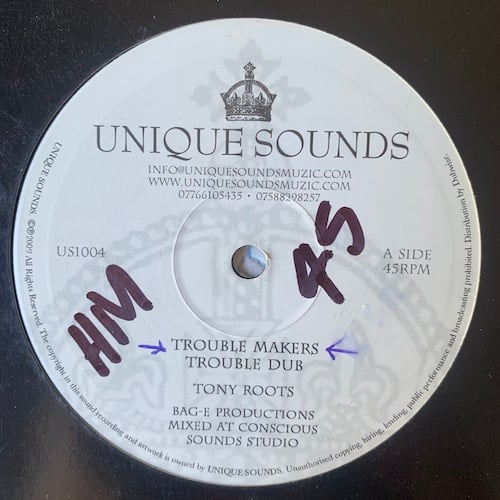 UNIQUE SOUNDS
INFO@UNIQUESOUNDSMUZIC.COM
WWW.UNIQUESOUNDSMUZIC.COM
07766105435 • 07588298257
US1004
A SIDE
45RPM
45
HM
TROUBLE MAKERS
TROUBLE DUB
TONY ROOTS
BAG-E PRODUCTIONS
MIXED AT CONSCIOUS
SOUNDS STUDIO
UNIQUE SOUNDS ©℗2009 All Rights Reserved. The copyright in this sound recording and artwork is owned by UNIQUE SOUNDS. Unauthorised copying, hiring, lending, public performance and broadcasting prohibited. Distribution by Dubwise.